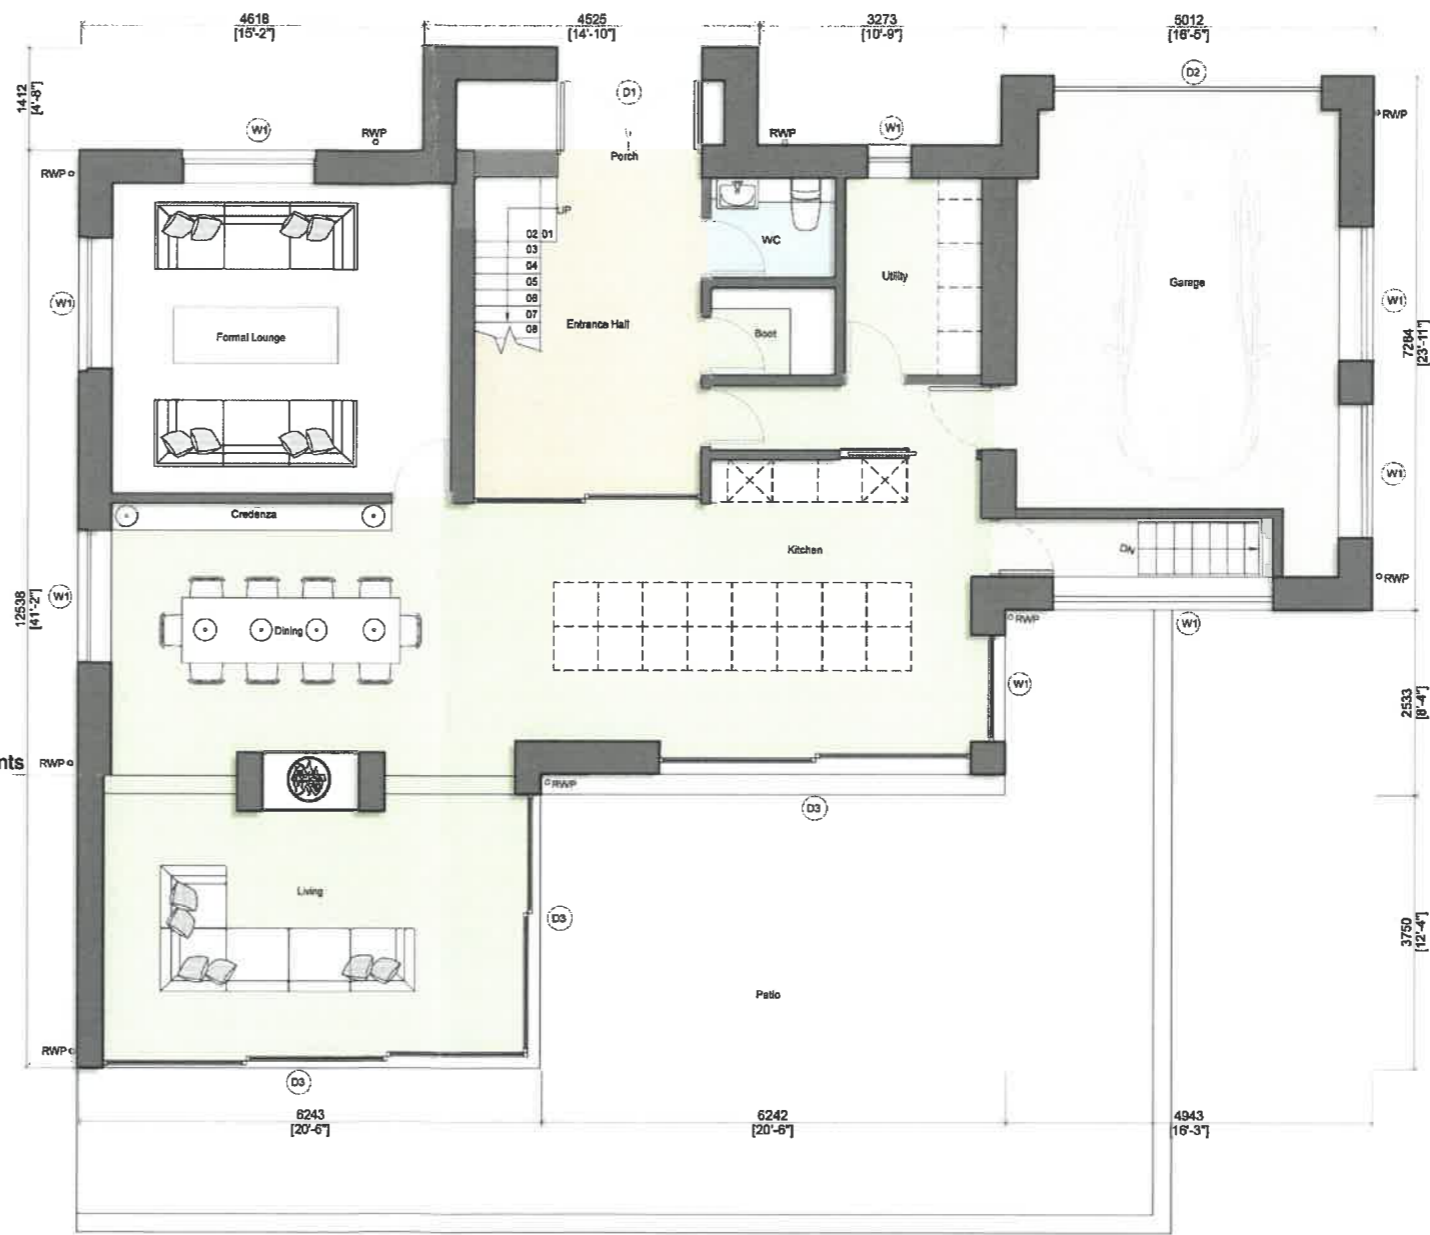 4618
[15'-2"]
4525
[14'-10"]
3273
[10'-9"]
5012
[16'-5"]
1412
[4'-8"]
D1
D2
W1
RWP
RWP
W1
RWP
RWP
Porch
UP
02 01
03
04
05
06
07
08
WC
Utility
Garage
W1
W1
Formal Lounge
Entrance Hall
Boot
7284
[23'-11"]
W1
Credenza
Kitchen
DN
12538
[41'-2"]
W1
Dining
RWP
RWP
W1
W1
2533
[8'-4"]
nts
RWP
RWP
D3
Living
D3
3750
[12'-4"]
Patio
RWP
D3
6243
[20'-6"]
6242
[20'-6"]
4943
[16'-3"]